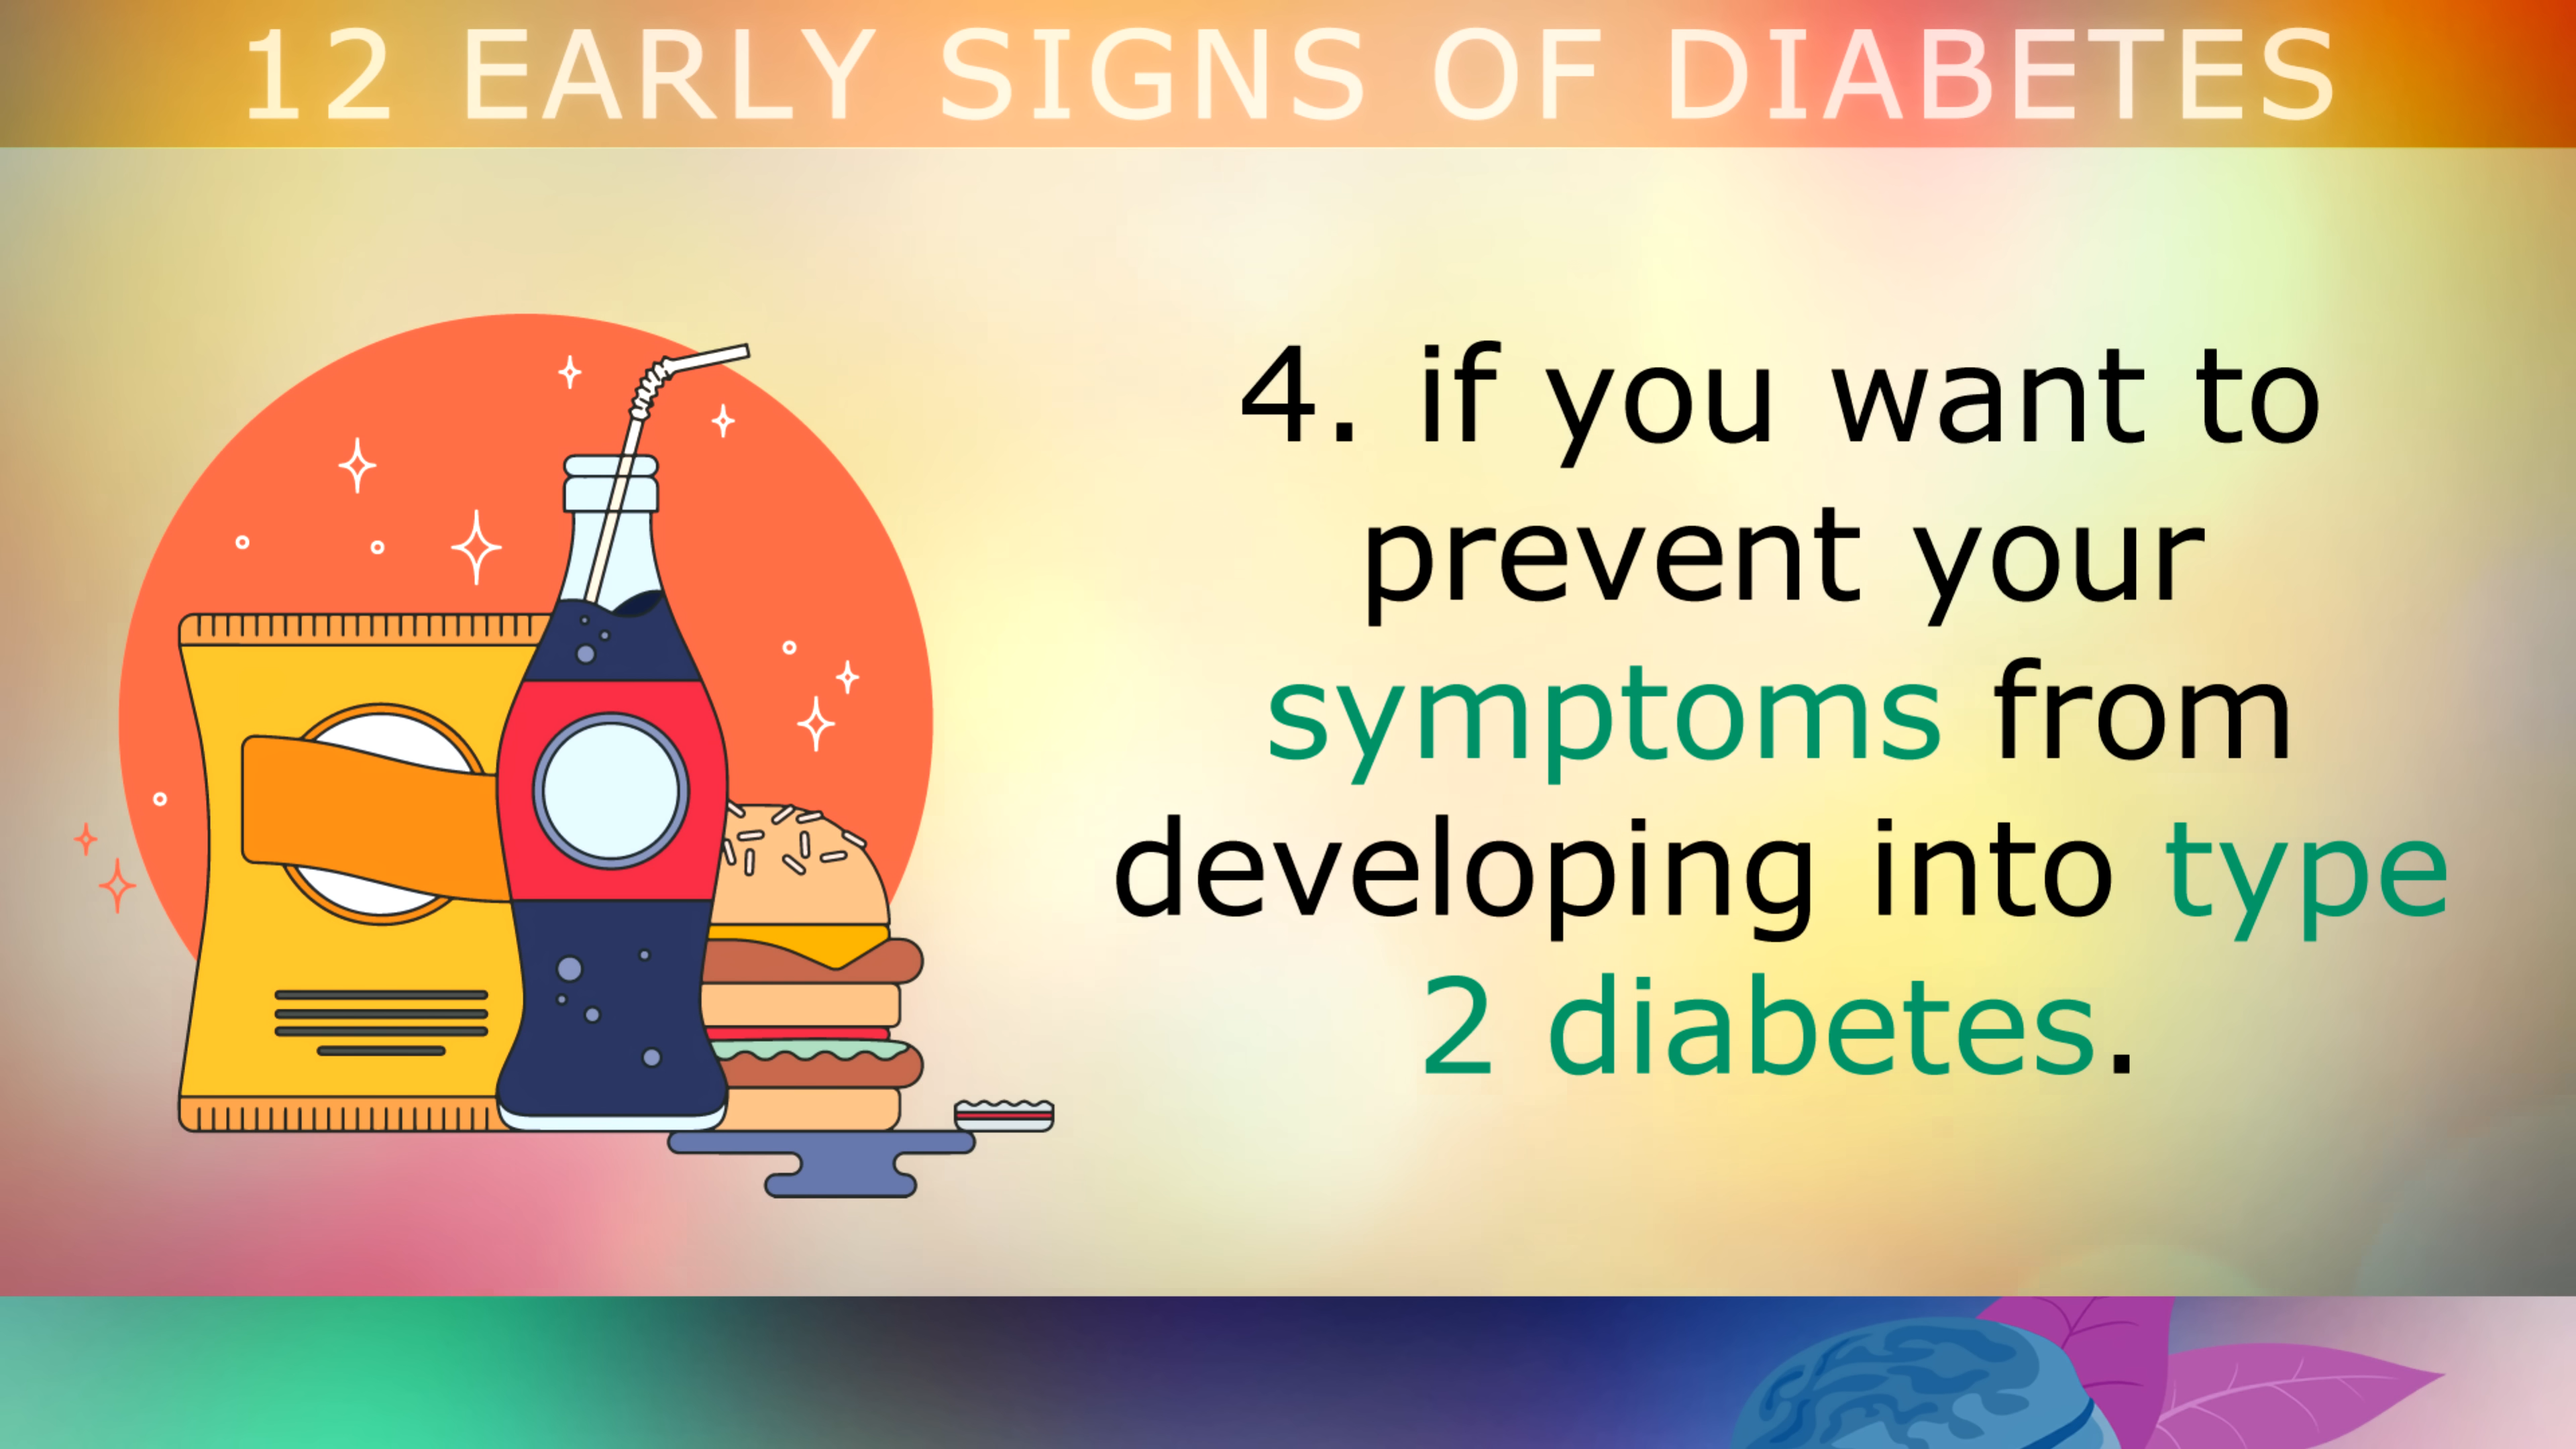 12 EARLY SIGNS OF DIABETES
4. if you want to
prevent your
symptoms from
developing into type
2 diabetes.